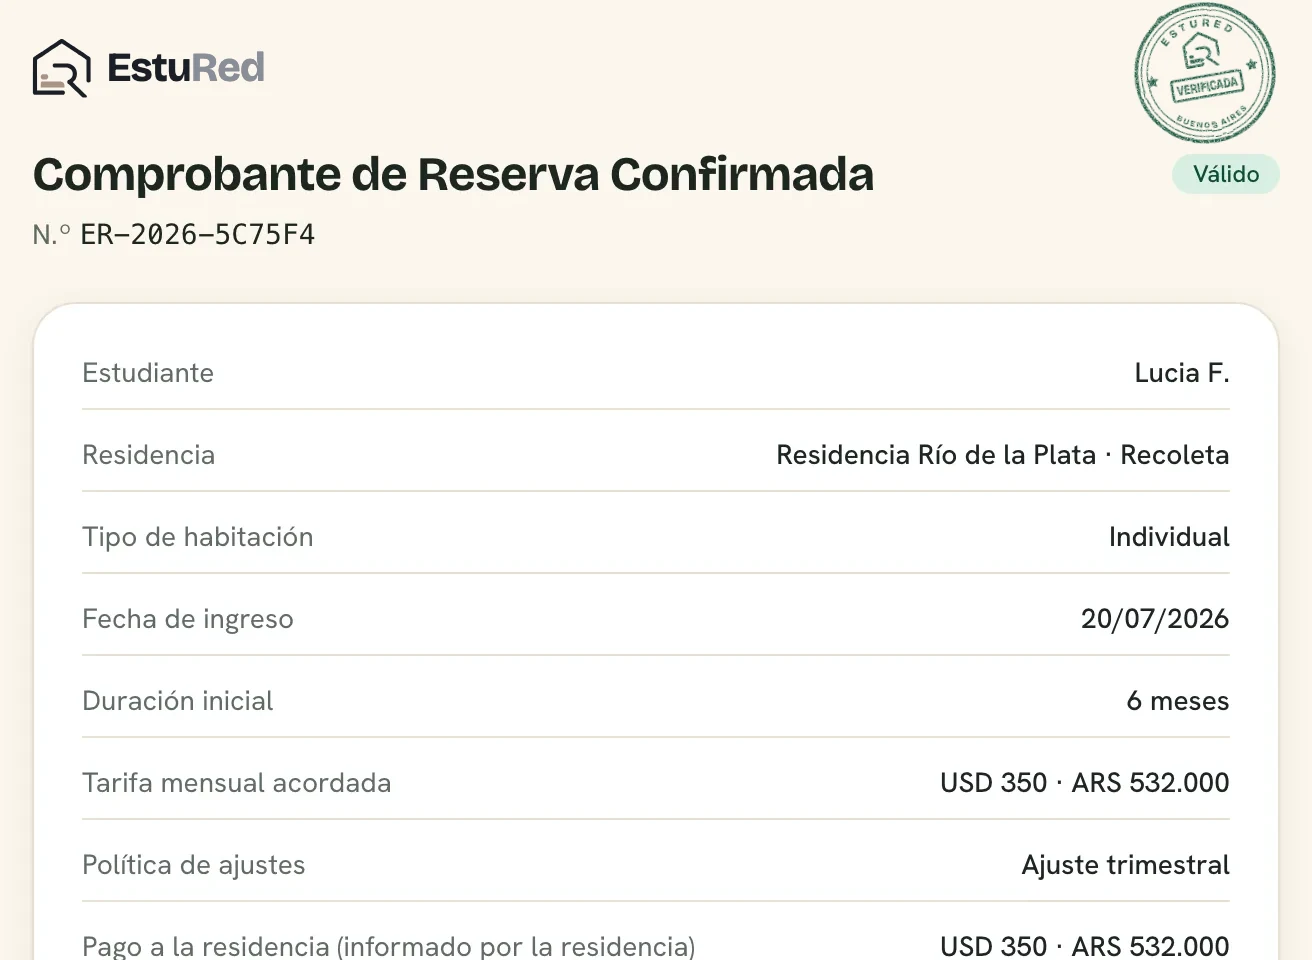 EstuRed
ESTURED
VERIFICADA
BUENOS AIRES
Comprobante de Reserva Confirmada
Válido
N.º ER-2026-5C75F4
Estudiante Lucia F.
Residencia Residencia Río de la Plata · Recoleta
Tipo de habitación Individual
Fecha de ingreso 20/07/2026
Duración inicial 6 meses
Tarifa mensual acordada USD 350 · ARS 532.000
Política de ajustes Ajuste trimestral
Pago a la residencia (informado por la residencia) USD 350 · ARS 532.000